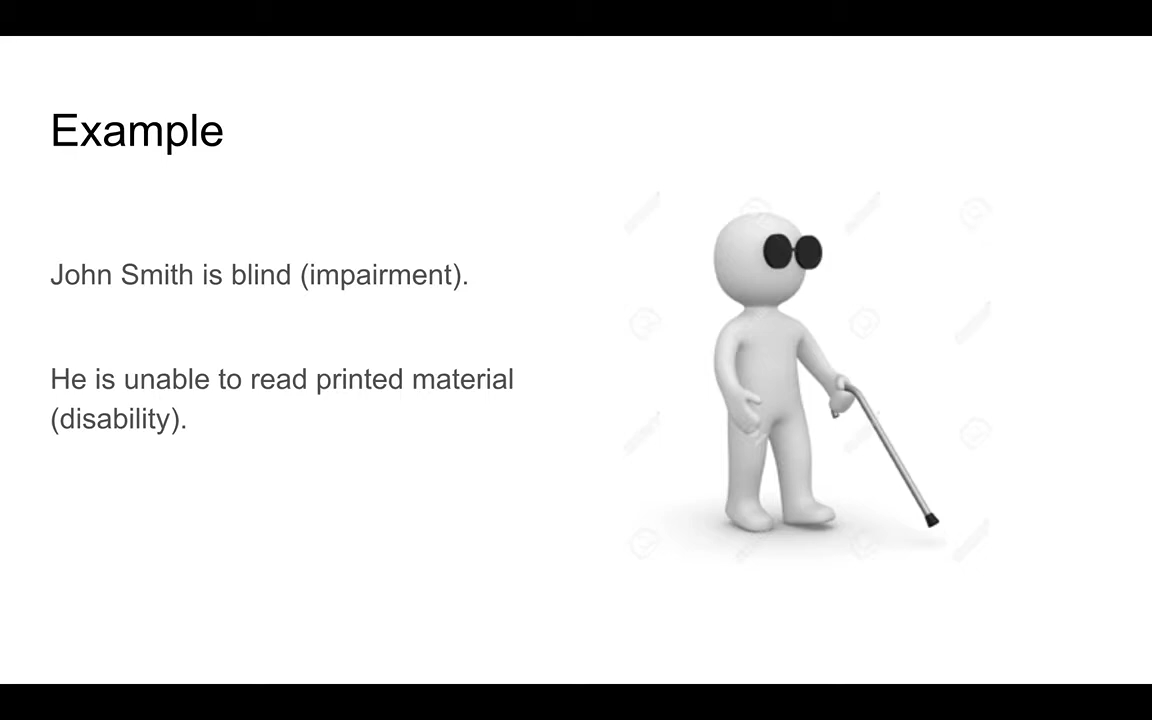 Example
John Smith is blind (impairment).
He is unable to read printed material
(disability).